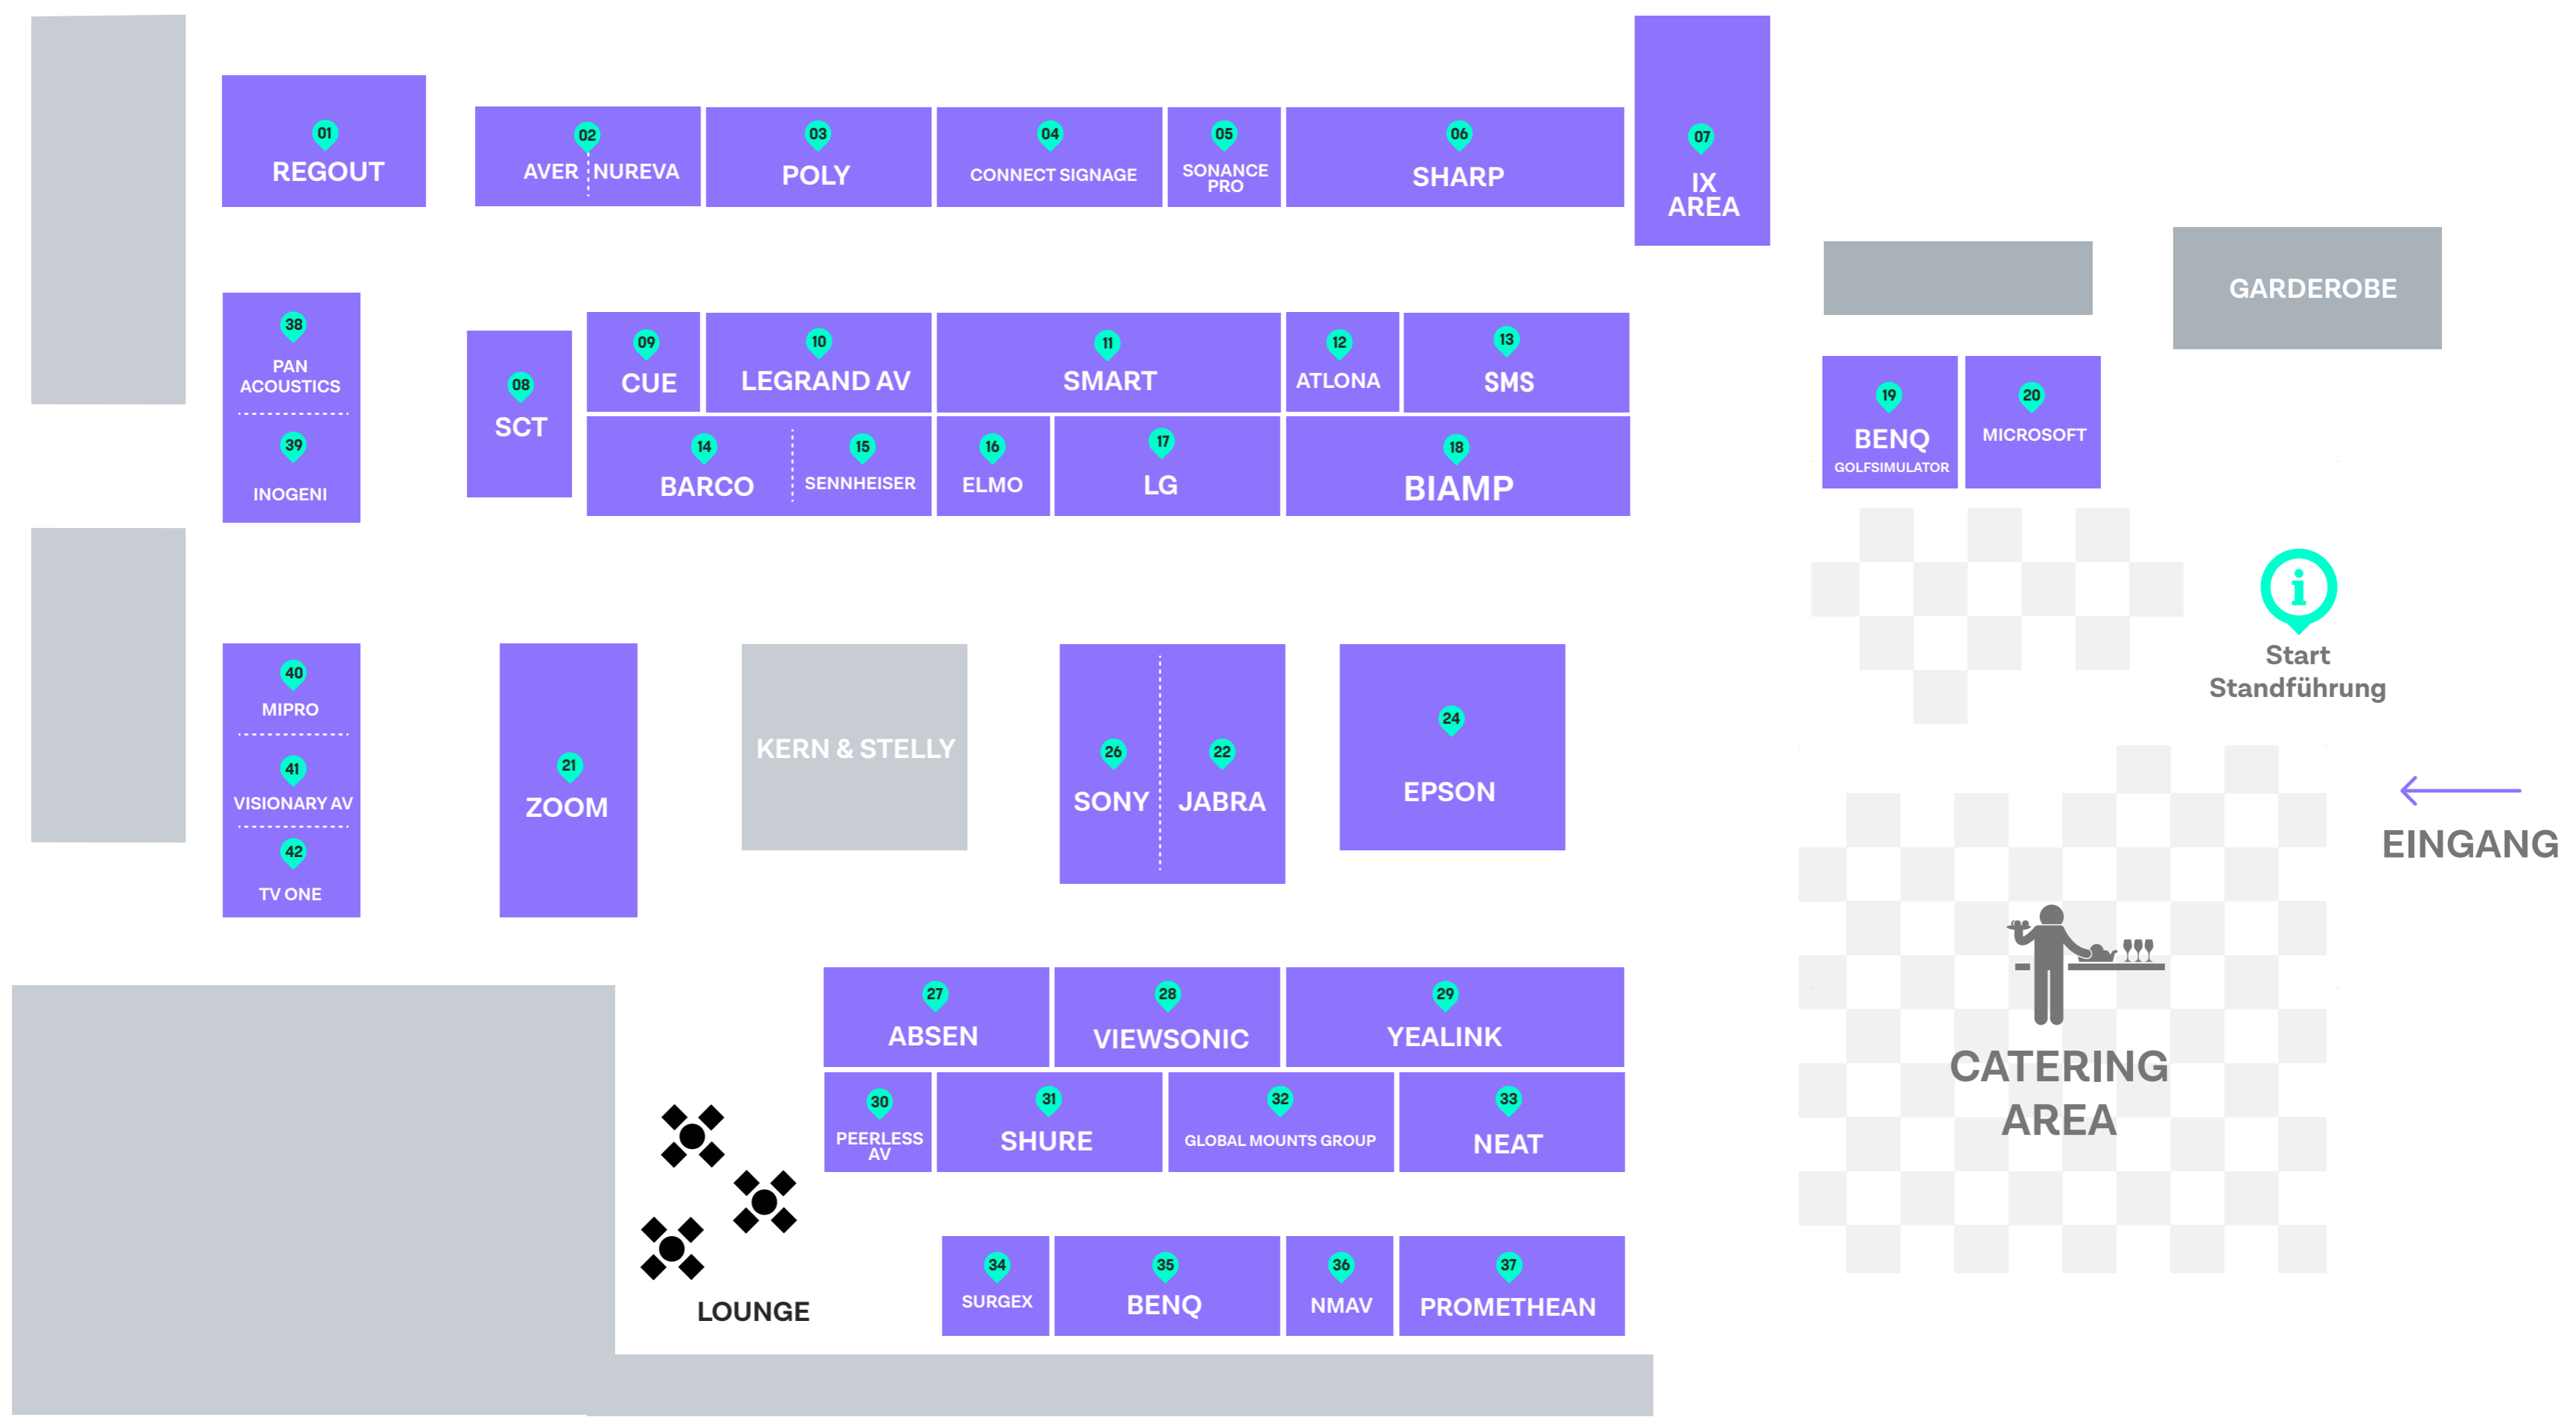 01
REGOUT
02
AVER NUREVA
03
POLY
04
CONNECT SIGNAGE
05
SONANCE
PRO
06
SHARP
07
IX
AREA
GARDEROBE
38
PAN
ACOUSTICS
39
INOGENI
08
SCT
09
CUE
10
LEGRAND AV
11
SMART
12
ATLONA
13
SMS
14
BARCO
15
SENNHEISER
16
ELMO
17
LG
18
BIAMP
19
BENQ
GOLFSIMULATOR
20
MICROSOFT
i
Start
Standführung
40
MIPRO
41
VISIONARY AV
42
TV ONE
21
ZOOM
KERN & STELLY
26
SONY
22
JABRA
24
EPSON
EINGANG
27
ABSEN
28
VIEWSONIC
29
YEALINK
30
PEERLESS
AV
31
SHURE
32
GLOBAL MOUNTS GROUP
33
NEAT
CATERING
AREA
LOUNGE
34
SURGEX
35
BENQ
36
NMAV
37
PROMETHEAN